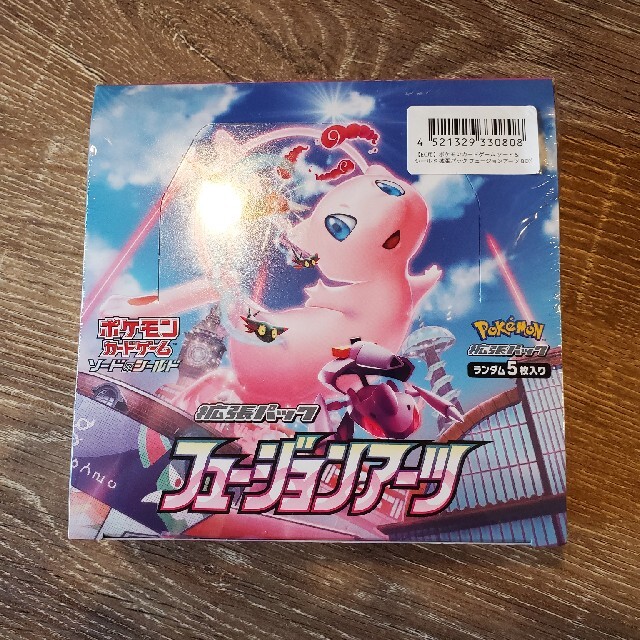 4 521329 330808
ポケモン
カードゲーム
ソード&シールド
Pokémon
拡張パック
ランダム5枚入り
拡張パック
フュージョンアーツ